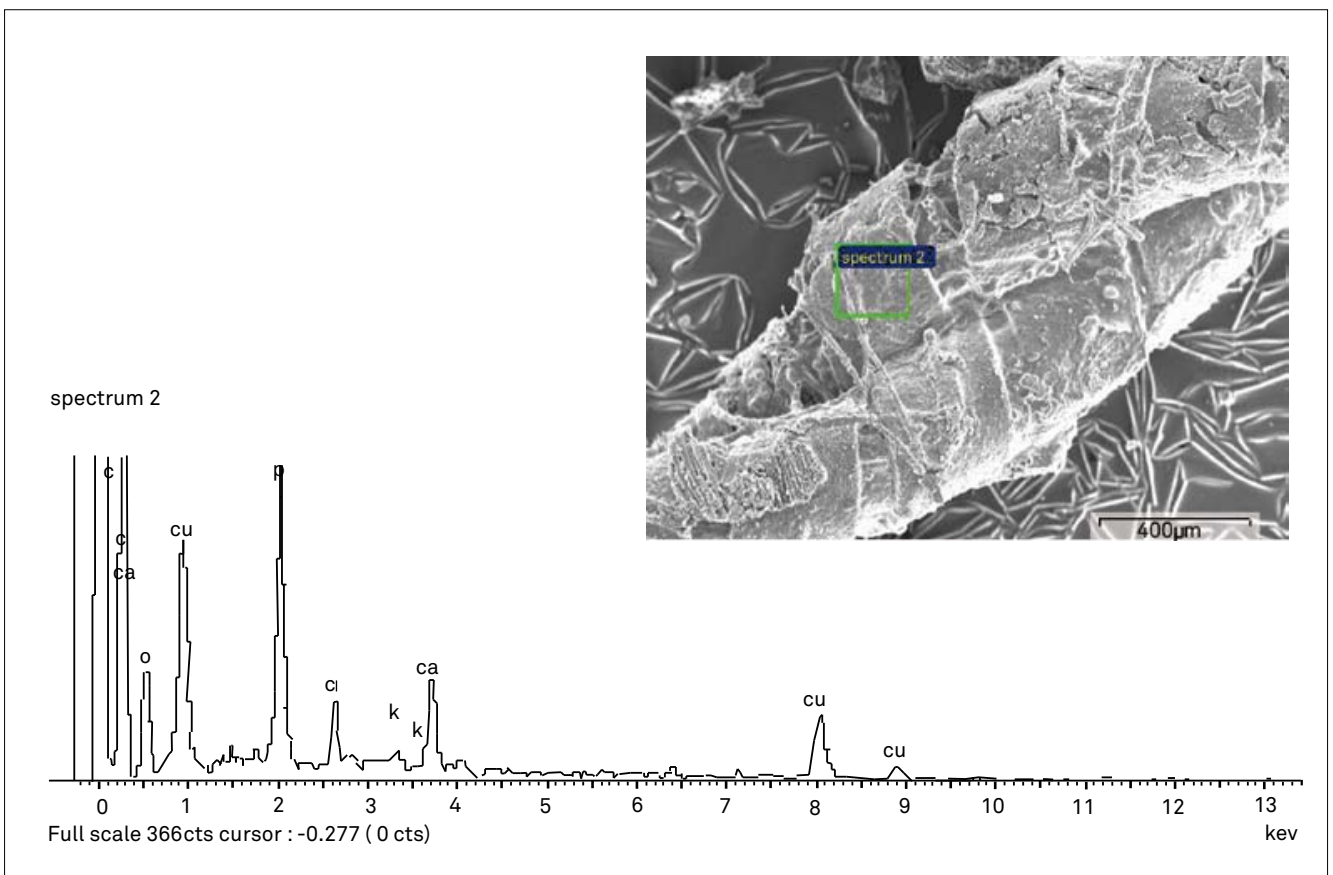 spectrum 2
400µm
spectrum 2
c
c
ca
o
cu
p
cl
k
k
ca
cu
cu
0 1 2 3 4 5 6 7 8 9 10 11 12 13
Full scale 366cts cursor : -0.277 ( 0 cts)
kev